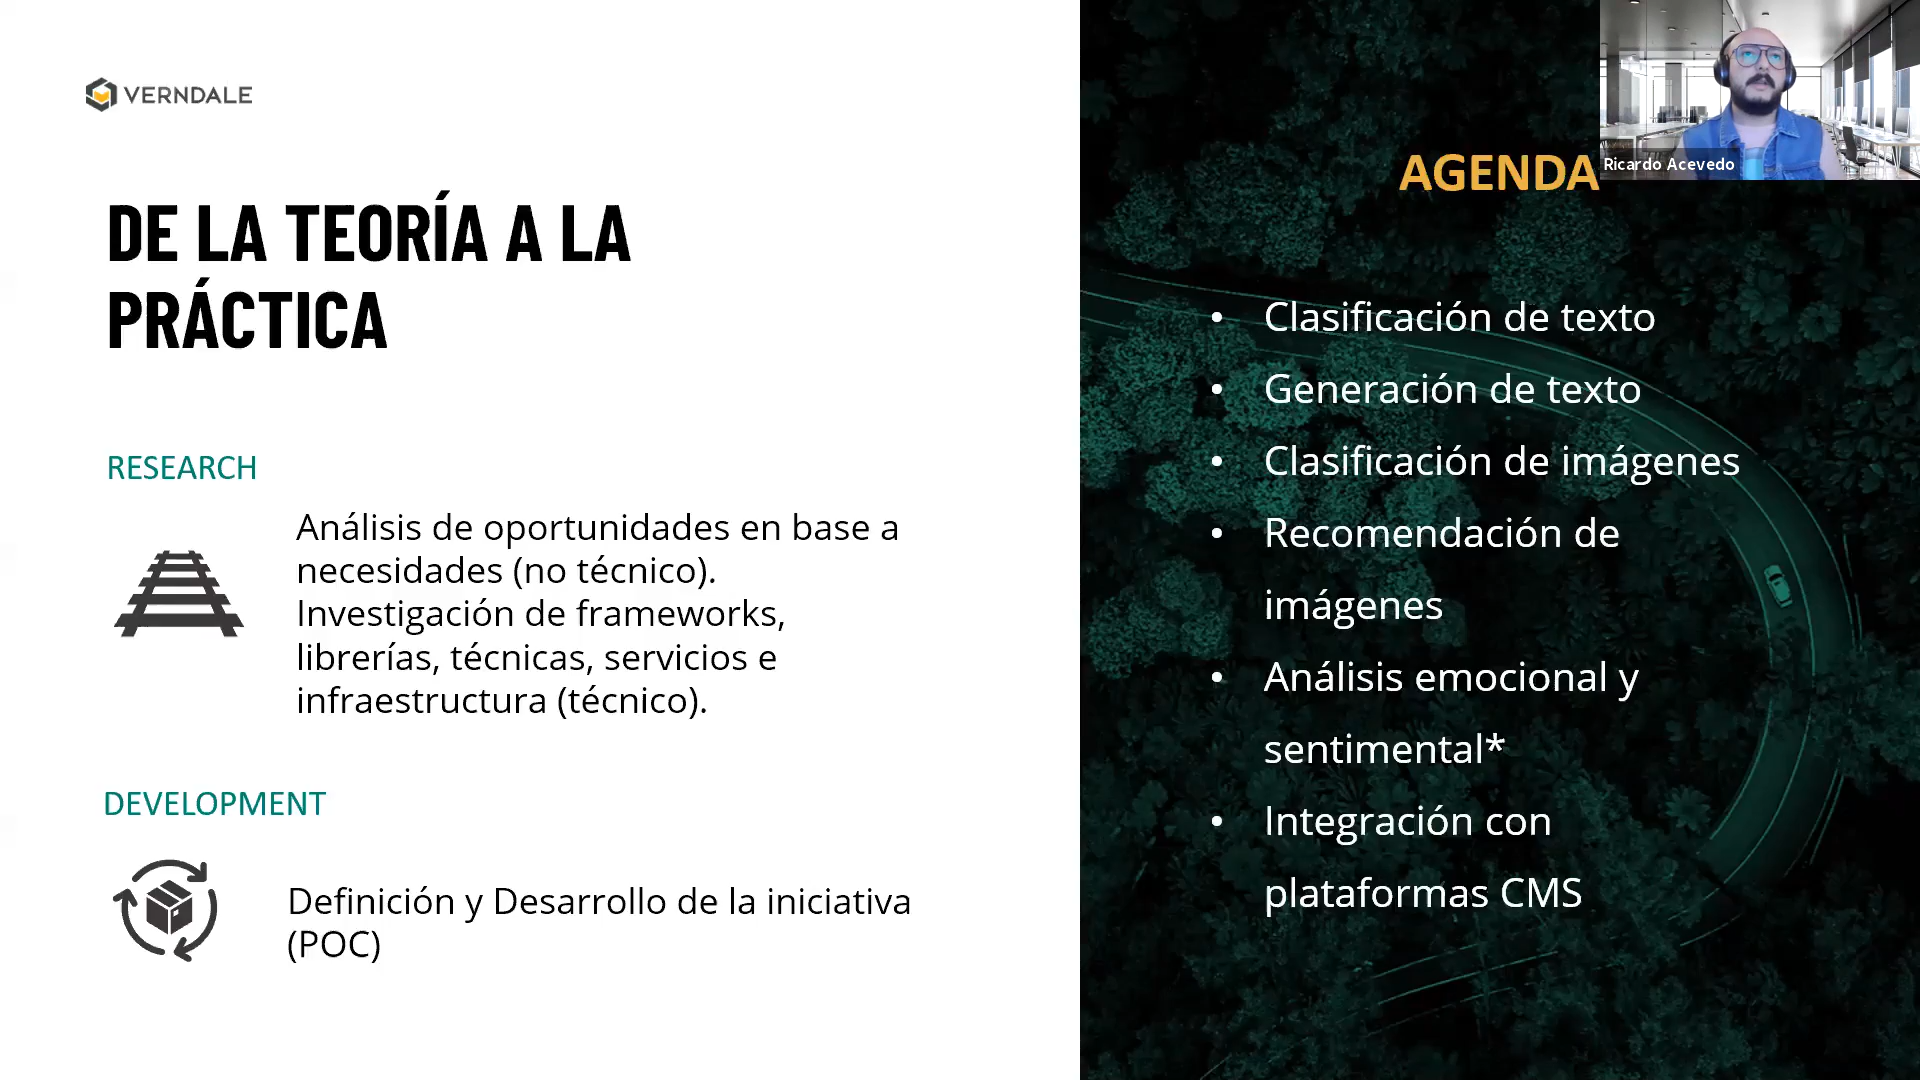 VERNDALE
DE LA TEORÍA A LA
PRÁCTICA
RESEARCH
Análisis de oportunidades en base a
necesidades (no técnico).
Investigación de frameworks,
librerías, técnicas, servicios e
infraestructura (técnico).
DEVELOPMENT
Definición y Desarrollo de la iniciativa
(POC)
AGENDA
• Clasificación de texto
• Generación de texto
• Clasificación de imágenes
• Recomendación de
imágenes
• Análisis emocional y
sentimental*
• Integración con
plataformas CMS
Ricardo Acevedo